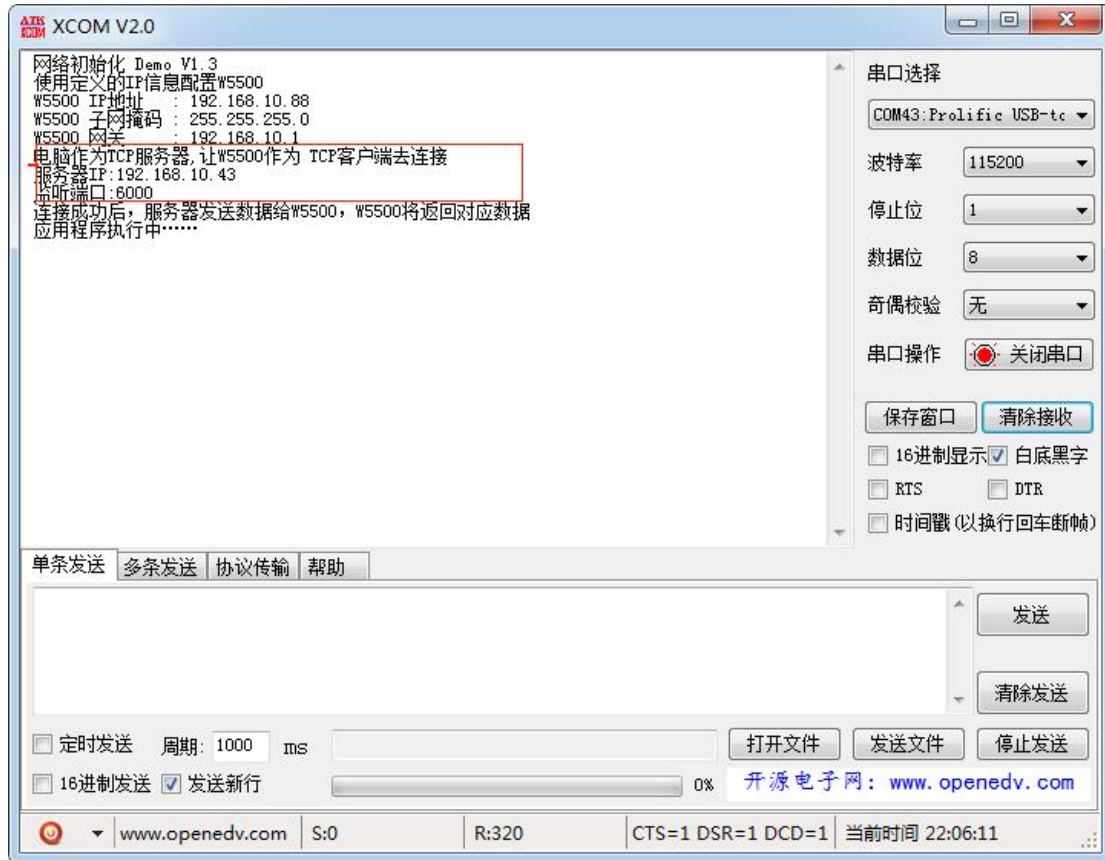 ATK XCOM XCOM V2.0
网络初始化 Demo V1.3
使用定义的IP信息配置W5500
W5500 IP地址 : 192.168.10.88
W5500 子网掩码 : 255.255.255.0
W5500 网关 : 192.168.10.1
电脑作为TCP服务器,让W5500作为 TCP客户端去连接
服务器IP:192.168.10.43
监听端口:6000
连接成功后，服务器发送数据给W5500，W5500将返回对应数据
应用程序执行中……
串口选择
COM43:Prolific USB-tc
波特率 115200
停止位 1
数据位 8
奇偶校验 无
串口操作 关闭串口
保存窗口 清除接收
16进制显示 白底黑字
RTS DTR
时间戳(以换行回车断帧)
单条发送 多条发送 协议传输 帮助
发送
清除发送
定时发送 周期: 1000 ms 打开文件 发送文件 停止发送
16进制发送 发送新行 0% 开源电子网: www.openedv.com
www.openedv.com S:0 R:320 CTS=1 DSR=1 DCD=1 当前时间 22:06:11